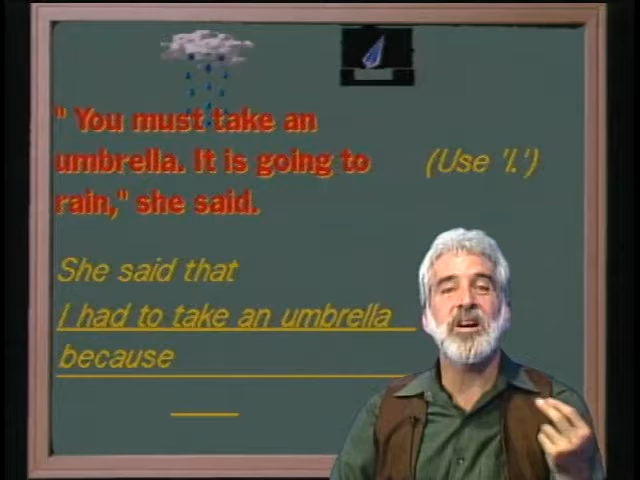 " You must take an
umbrella. It is going to
rain," she said.
(Use 'I.')
She said that
I had to take an umbrella
because